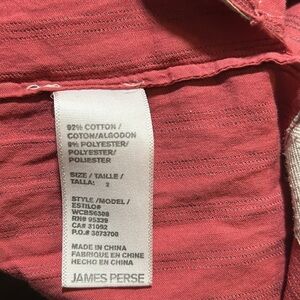 92% COTTON /
COTON/ALGODON
8% POLYESTER/
POLYESTER/
POLIESTER
SIZE / TAILLE /
TALLA: 2
STYLE /MODEL /
ESTILO#
WCBS6308
RN# 95339
CA# 31092
P.O.# 3873700
MADE IN CHINA
FABRIQUE EN CHINE
HECHO EN CHINA
JAMES PERSE